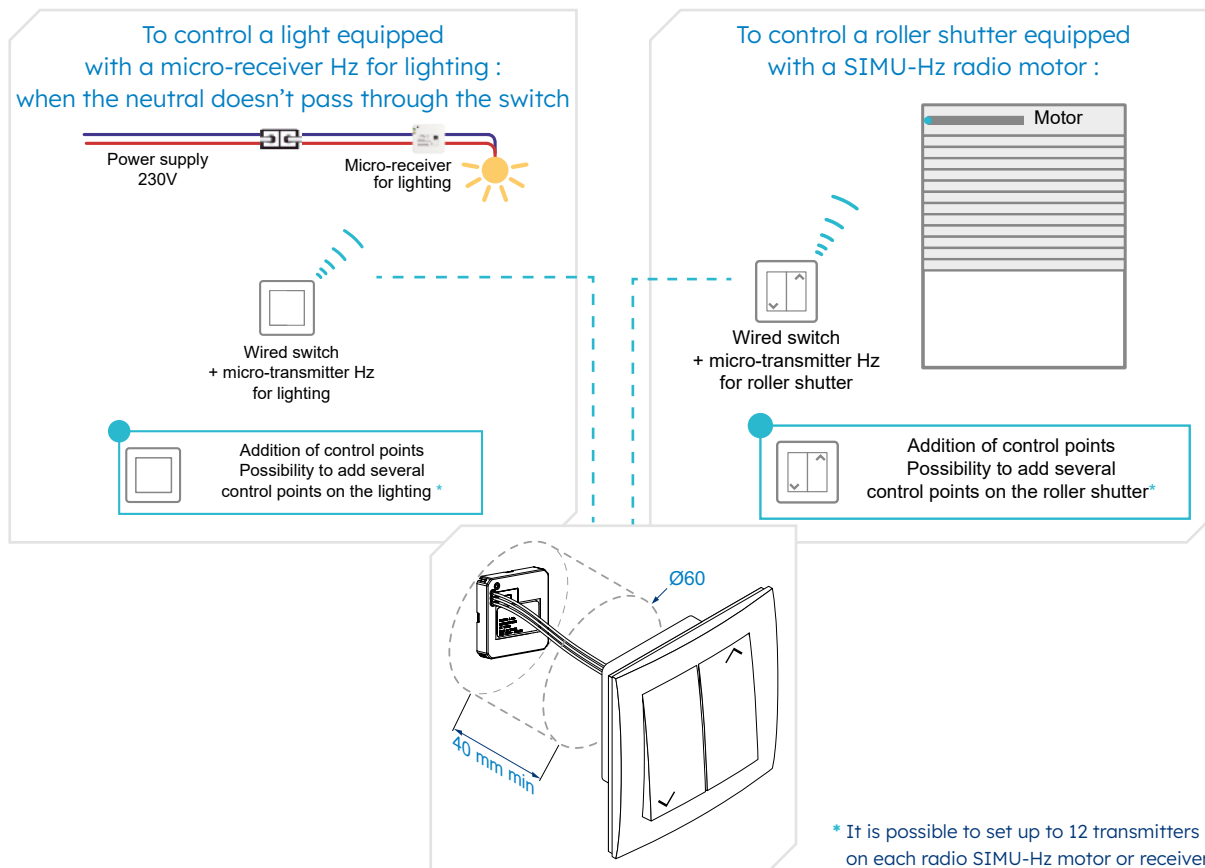 To control a light equipped
with a micro-receiver Hz for lighting :
when the neutral doesn't pass through the switch
Power supply
230V
Micro-receiver
for lighting
Wired switch
+ micro-transmitter Hz
for lighting
Addition of control points
Possibility to add several
control points on the lighting *
To control a roller shutter equipped
with a SIMU-Hz radio motor :
Motor
Wired switch
+ micro-transmitter Hz
for roller shutter
Addition of control points
Possibility to add several
control points on the roller shutter*
Ø60
40 mm min
* It is possible to set up to 12 transmitters
on each radio SIMU-Hz motor or receiver